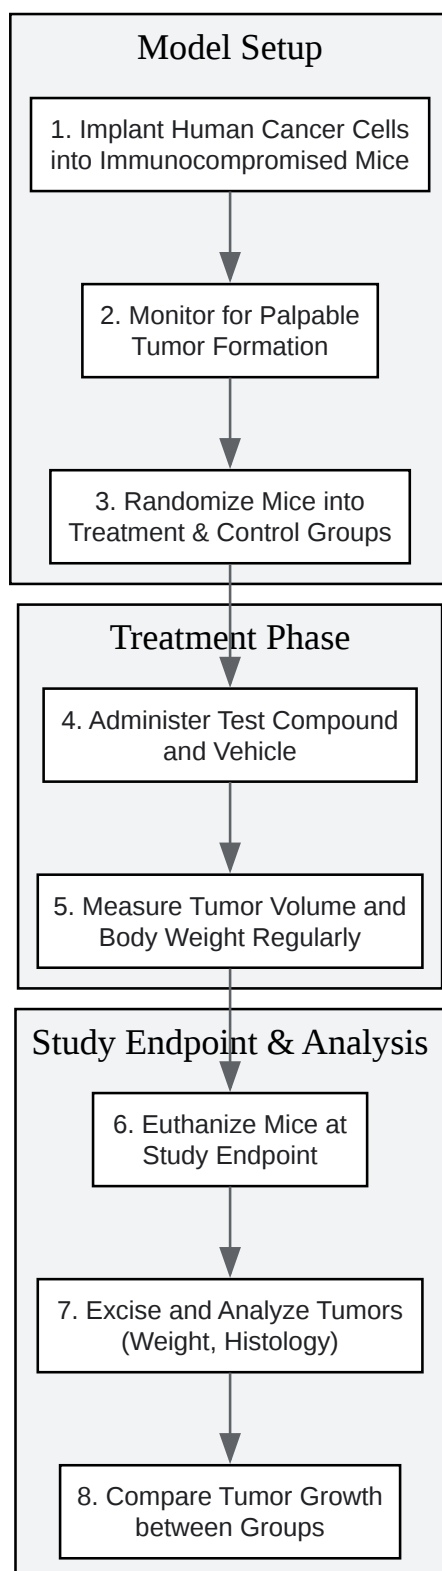 Model Setup
1. Implant Human Cancer Cells
into Immunocompromised Mice
2. Monitor for Palpable
Tumor Formation
3. Randomize Mice into
Treatment & Control Groups
Treatment Phase
4. Administer Test Compound
and Vehicle
5. Measure Tumor Volume and
Body Weight Regularly
Study Endpoint & Analysis
6. Euthanize Mice at
Study Endpoint
7. Excise and Analyze Tumors
(Weight, Histology)
8. Compare Tumor Growth
between Groups